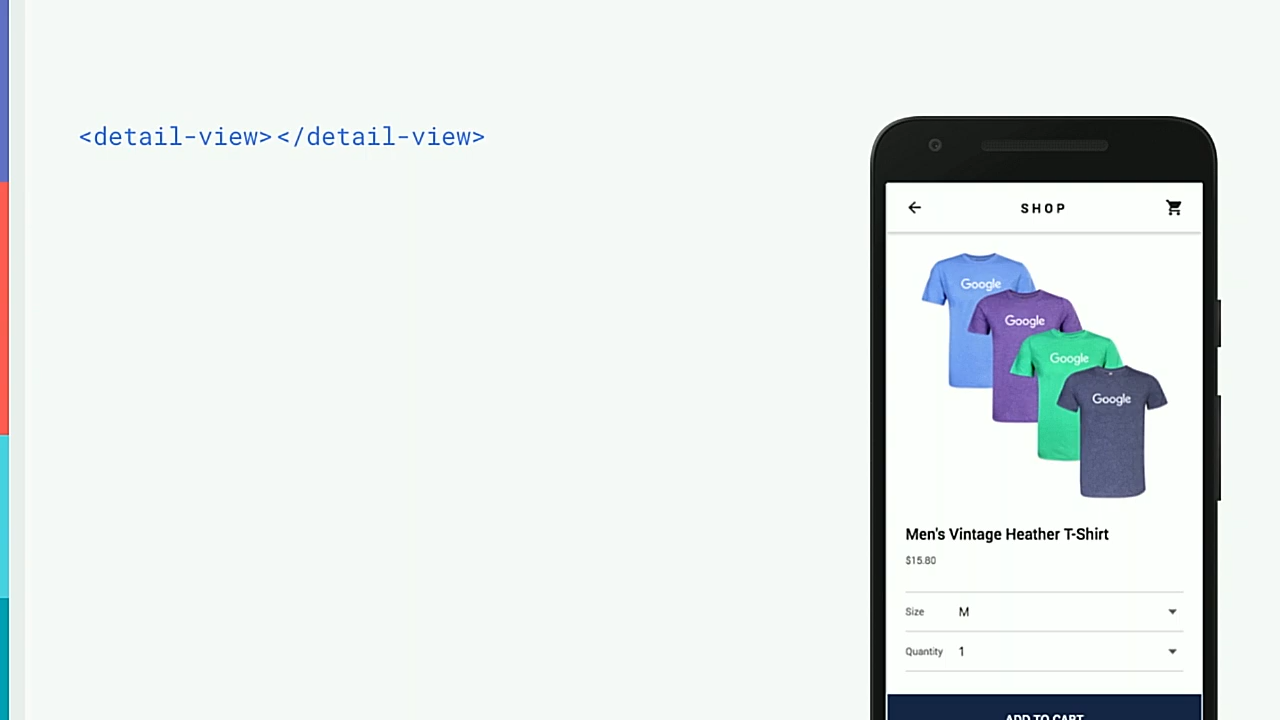 <detail-view></detail-view>
SHOP
Google
Google
Google
Google
Men's Vintage Heather T-Shirt
$15.80
Size M
Quantity 1
ADD TO CART